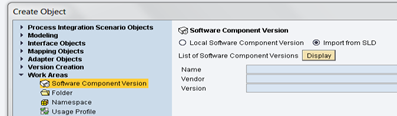 Create Object
Process Integration Scenario Objects
Modeling
Interface Objects
Mapping Objects
Adapter Objects
Version Creation
Work Areas
Software Component Version
Folder
Namespace
Usage Profile
Software Component Version
Local Software Component Version Import from SLD
List of Software Component Versions Display
Name
Vendor
Version